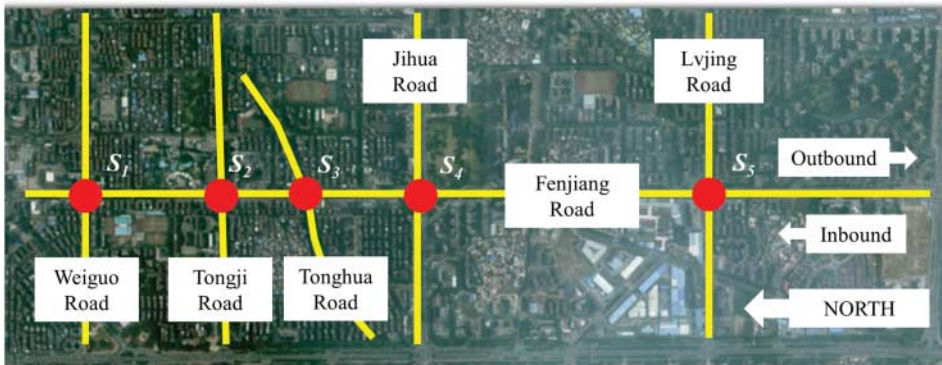 Jihua
Road
Lvjing
Road
S1
S2
S3
S4
S5
Outbound
Fenjiang
Road
Inbound
Weiguo
Road
Tongji
Road
Tonghua
Road
NORTH